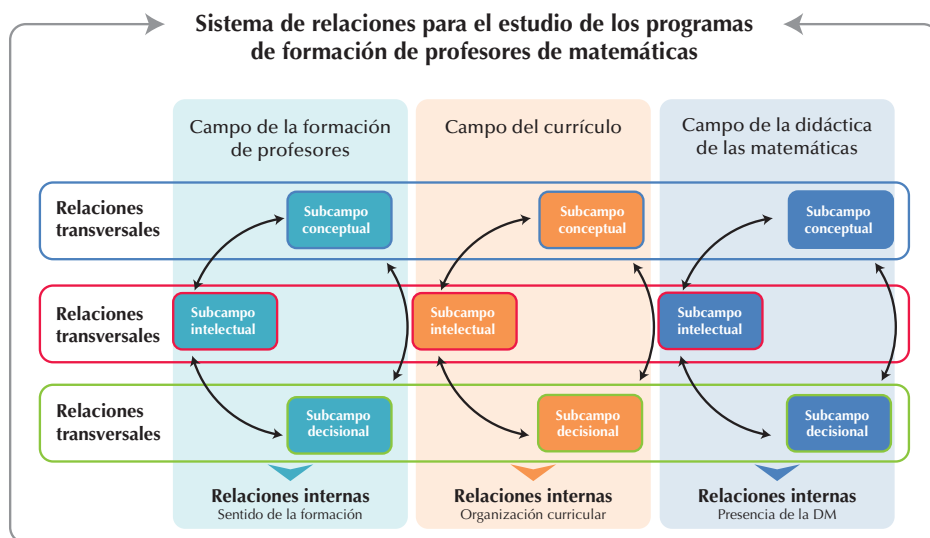 Sistema de relaciones para el estudio de los programas
de formación de profesores de matemáticas
Campo de la formación
de profesores
Campo del currículo
Campo de la didáctica
de las matemáticas
Relaciones
transversales
Subcampo
conceptual
Subcampo
conceptual
Subcampo
conceptual
Relaciones
transversales
Subcampo
intelectual
Subcampo
intelectual
Subcampo
intelectual
Relaciones
transversales
Subcampo
decisional
Subcampo
decisional
Subcampo
decisional
Relaciones internas
Sentido de la formación
Relaciones internas
Organización curricular
Relaciones internas
Presencia de la DM